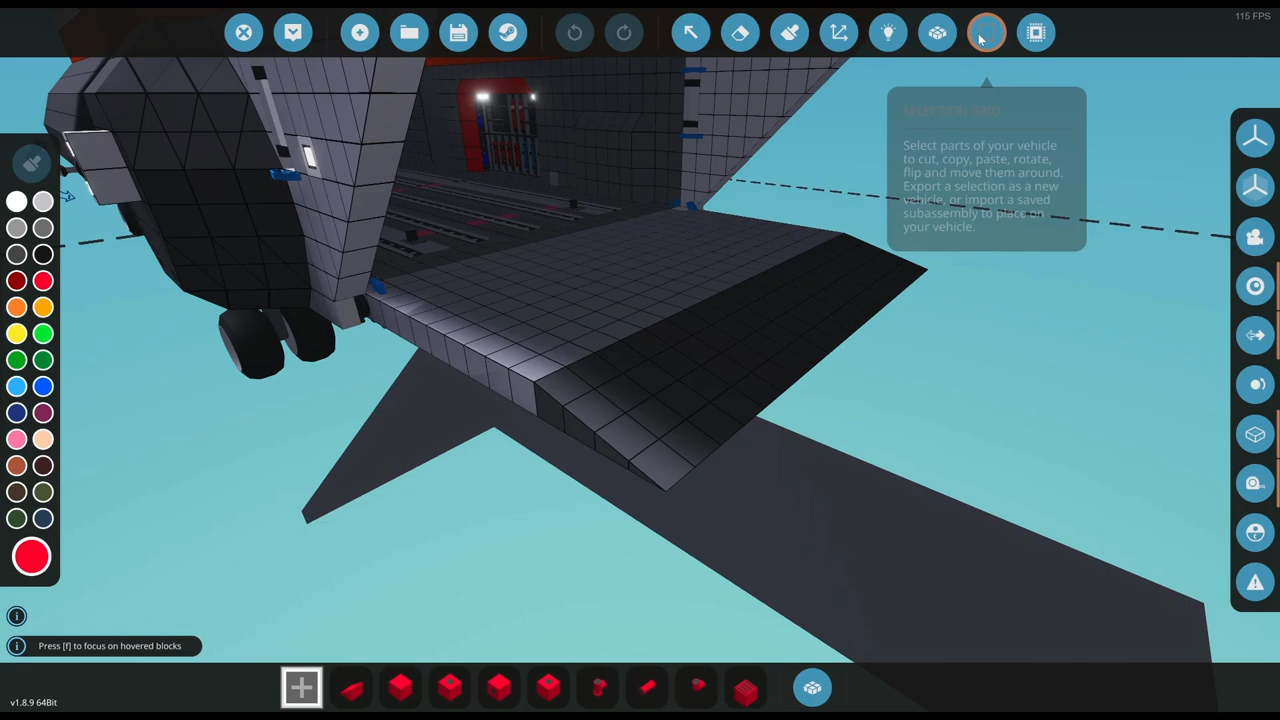 115 FPS
SELECTION GRID
Select parts of your vehicle
to cut, copy, paste, rotate,
flip and move them around.
Export a selection as a new
vehicle, or import a saved
subassembly to place on
your vehicle.
Press [f] to focus on hovered blocks
v1.8.9 64Bit